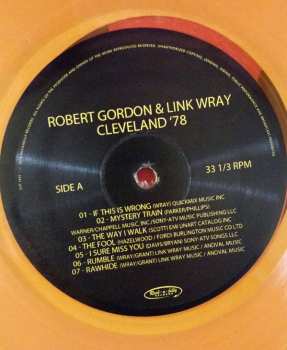 ROBERT GORDON & LINK WRAY
CLEVELAND '78
SIDE A
33 1/3 RPM
01 - IF THIS IS WRONG (WRAY) QUICKMIX MUSIC INC
02 - MYSTERY TRAIN (PARKER/PHILLIPS)
WARNER/CHAPPELL MUSIC, INC /SONY-ATV MUSIC PUBLISHING LLC
03 - THE WAY I WALK (SCOTT) EMI UNART CATALOG INC
04 - THE FOOL (HAZELWOOD / FORD) BURLINGTON MUSIC CO LTD
05 - I SURE MISS YOU (DAVIS/BRYAN) SONY-ATV SONGS LLC
06 - RUMBLE (WRAY/GRANT) LINK WRAY MUSIC / ANDVAL MUSIC
07 - RAWHIDE (WRAY/GRANT) LINK WRAY MUSIC / ANDVAL MUSIC